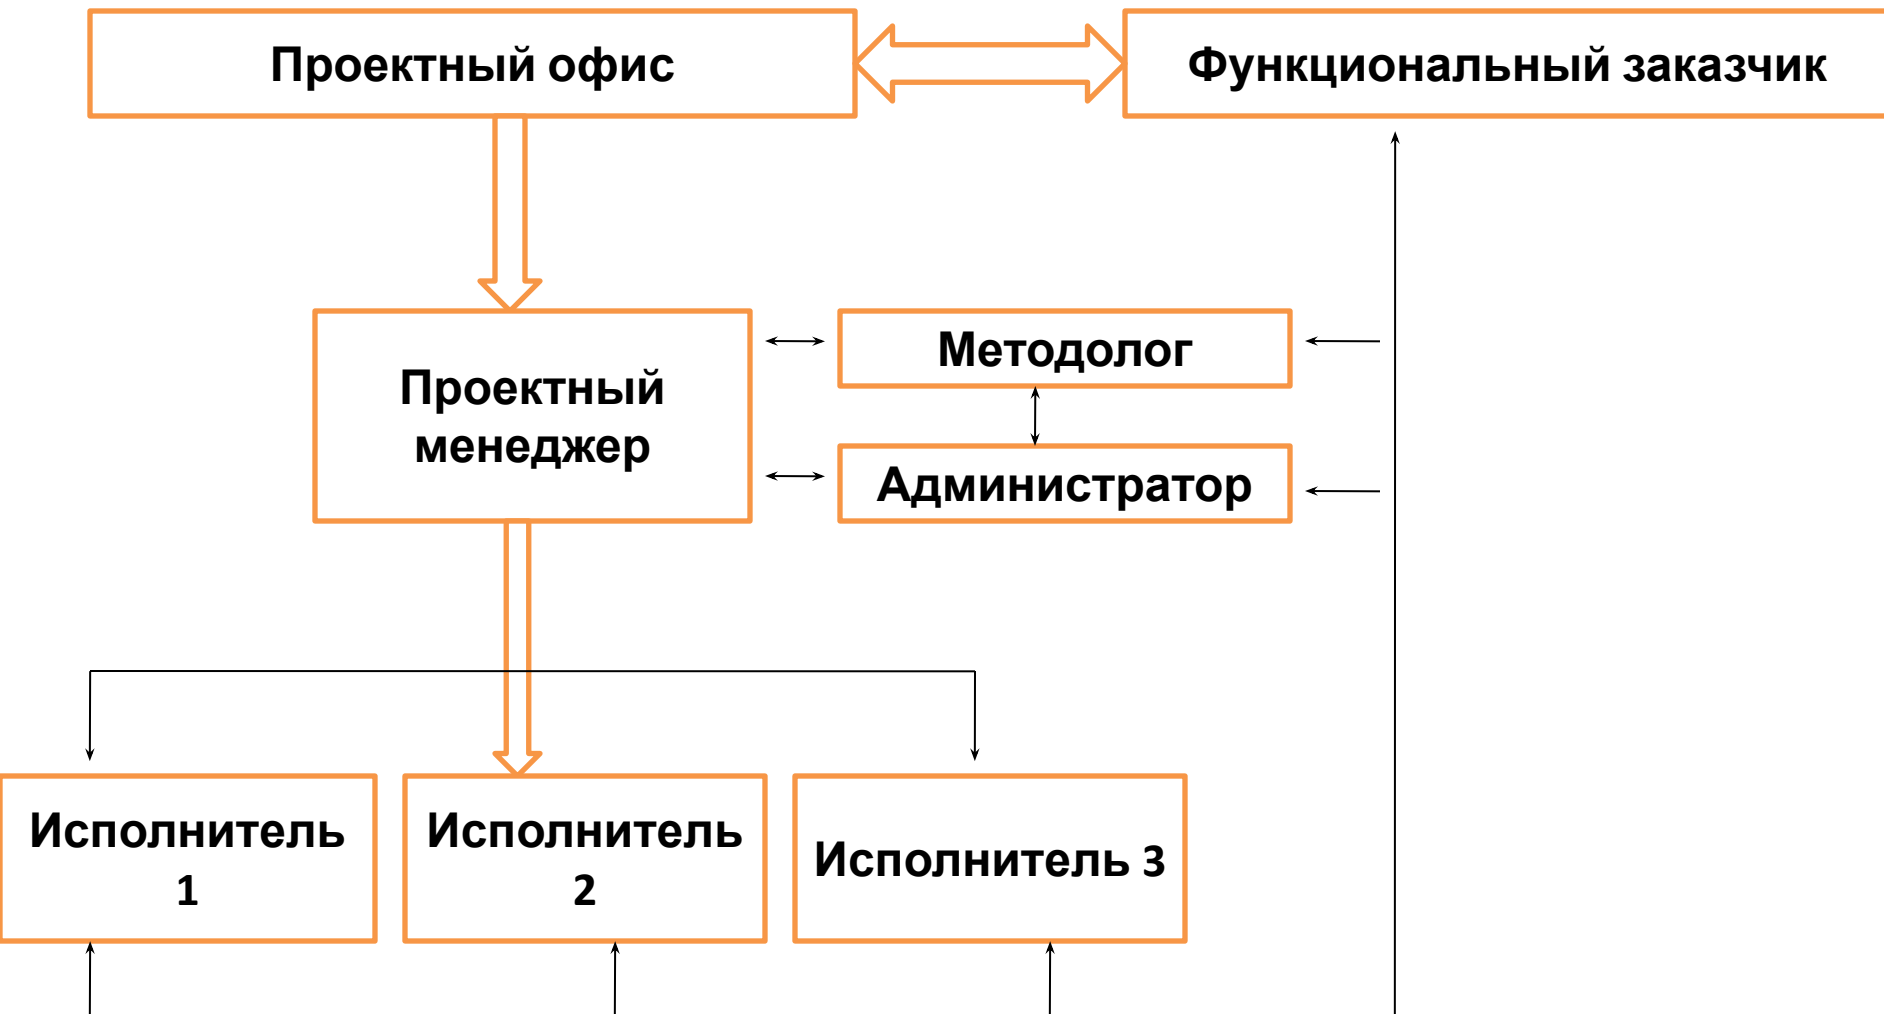 Проектный офис
Функциональный заказчик
Проектный
менеджер
Методолог
Администратор
Исполнитель
1
Исполнитель
2
Исполнитель 3